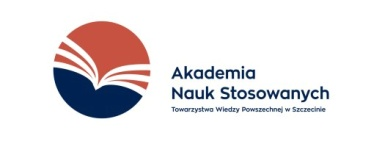 Akademia
Nauk Stosowanych
Towarzystwa Wiedzy Powszechnej w Szczecinie